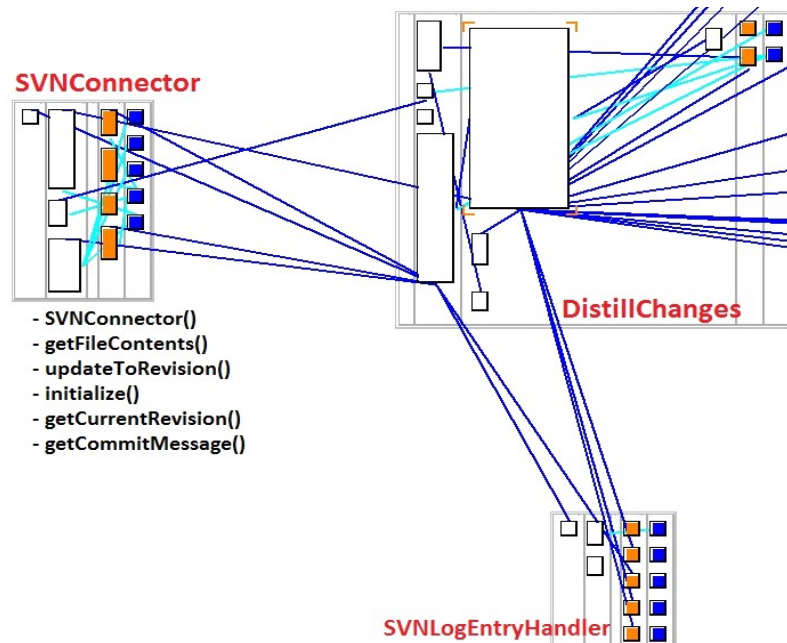 SVNConnector
- SVNConnector()
- getFileContents()
- updateToRevision()
- initialize()
- getCurrentRevision()
- getCommitMessage()
DistillChanges
SVNLogEntryHandler